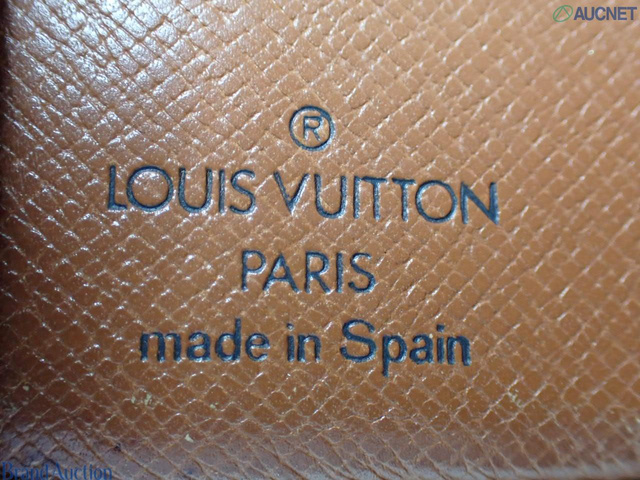 AUCNET
®
LOUIS VUITTON
PARIS
made in Spain
Brand Auction